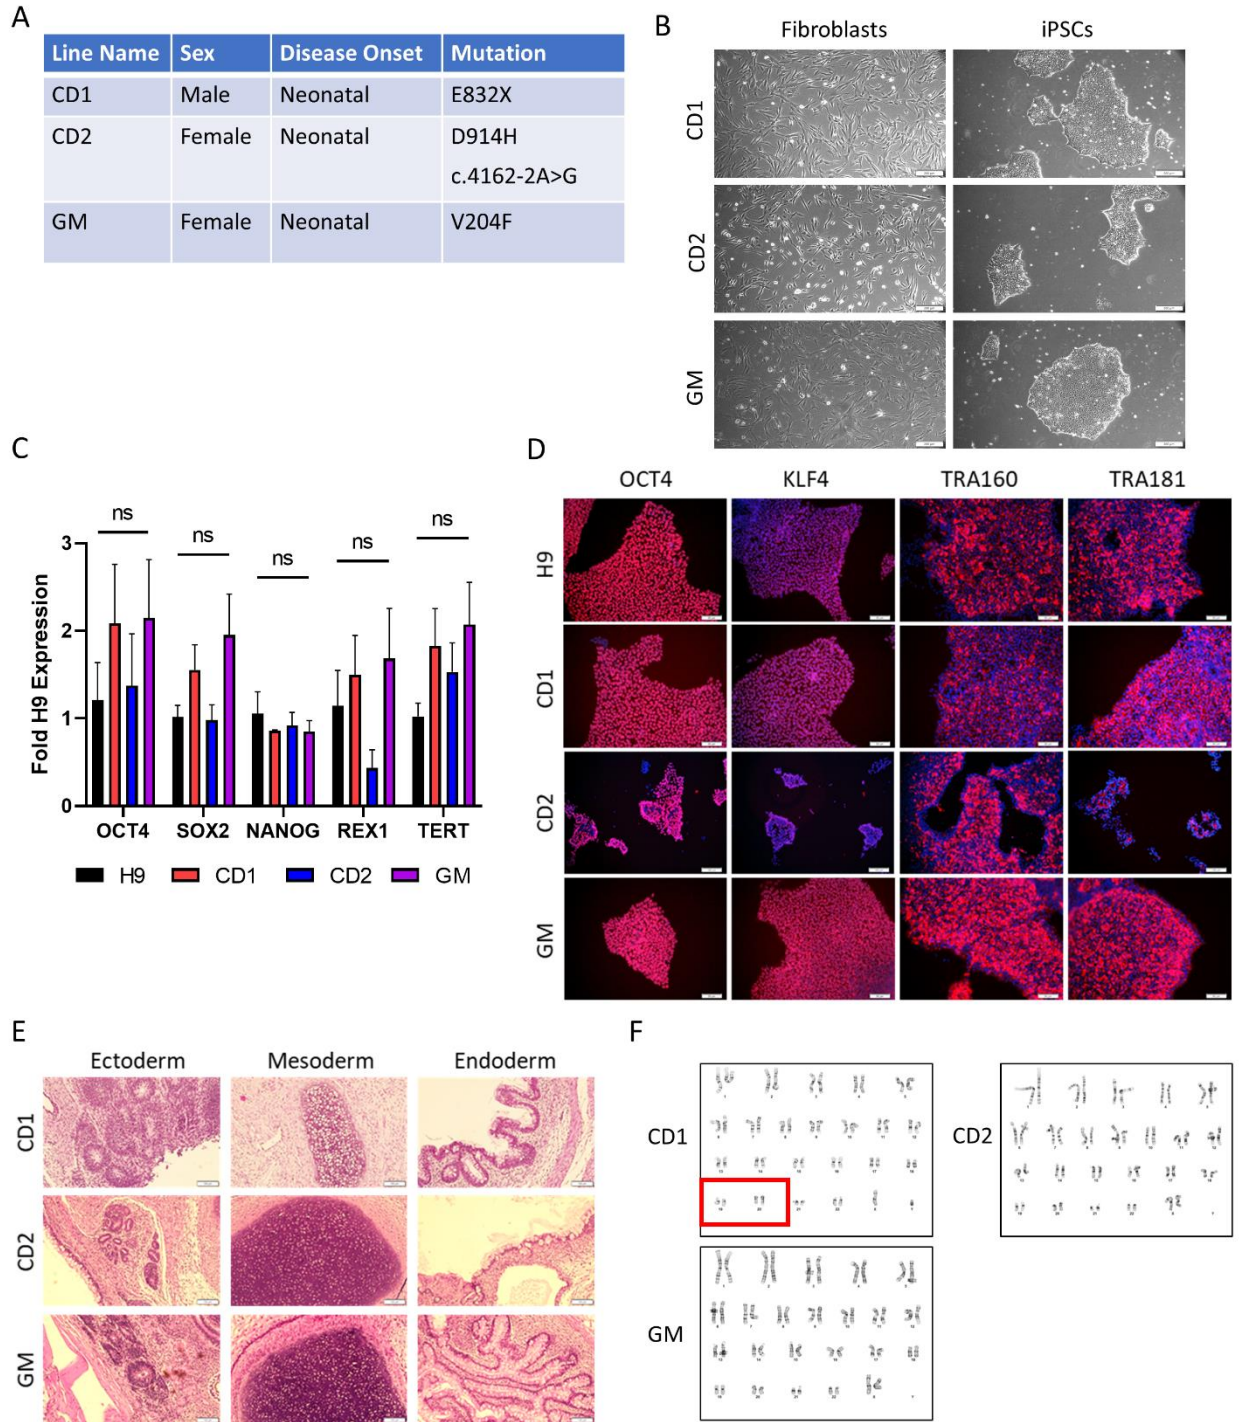 A
Line Name Sex Disease Onset Mutation
CD1 Male Neonatal E832X
CD2 Female Neonatal D914H
c.4162-2A>G
GM Female Neonatal V204F
B
Fibroblasts iPSCs
CD1
CD2
GM
C
Fold H9 Expression
3
2
1
0
ns
ns
ns
ns
ns
OCT4 SOX2 NANOG REX1 TERT
H9 CD1 CD2 GM
D
OCT4 KLF4 TRA160 TRA181
H9
CD1
CD2
GM
E
Ectoderm Mesoderm Endoderm
CD1
CD2
GM
F
CD1
CD2
GM